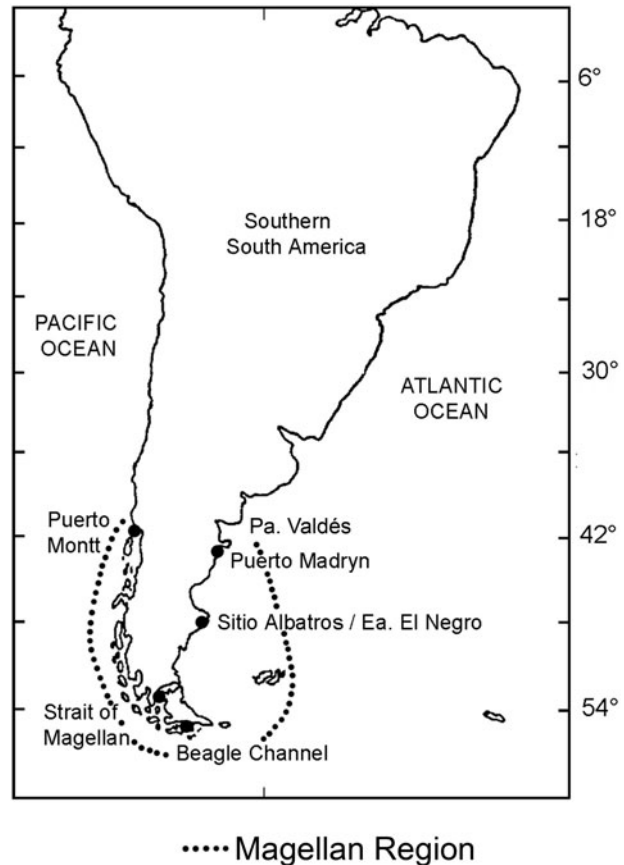 6°
Southern
South America
18°
PACIFIC
OCEAN
30°
ATLANTIC
OCEAN
Puerto
Montt
Pa. Valdés
42°
Puerto Madryn
Sitio Albatros / Ea. El Negro
Strait of
Magellan
54°
Beagle Channel
Magellan Region